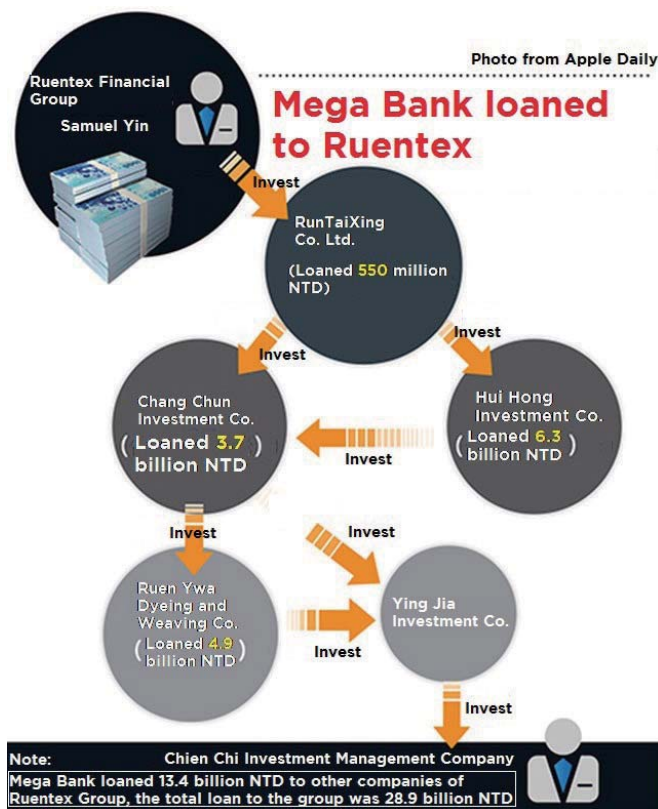 Photo from Apple Daily
Mega Bank loaned
to Ruentex
Ruentex Financial
Group
Samuel Yin
Invest
RunTaiXing
Co. Ltd.
(Loaned 550 million
NTD)
Invest
Invest
Chang Chun
Investment Co.
(Loaned 3.7)
billion NTD
Hui Hong
Investment Co.
(Loaned 6.3)
billion NTD
Invest
Invest
Invest
Ruen Ywa
Dyeing and
Weaving Co.
(Loaned 4.9)
billion NTD
Ying Jia
Investment Co.
Invest
Invest
Note: Chien Chi Investment Management Company
Mega Bank loaned 13.4 billion NTD to other companies of
Ruentex Group, the total loan to the group was 28.9 billion NTD